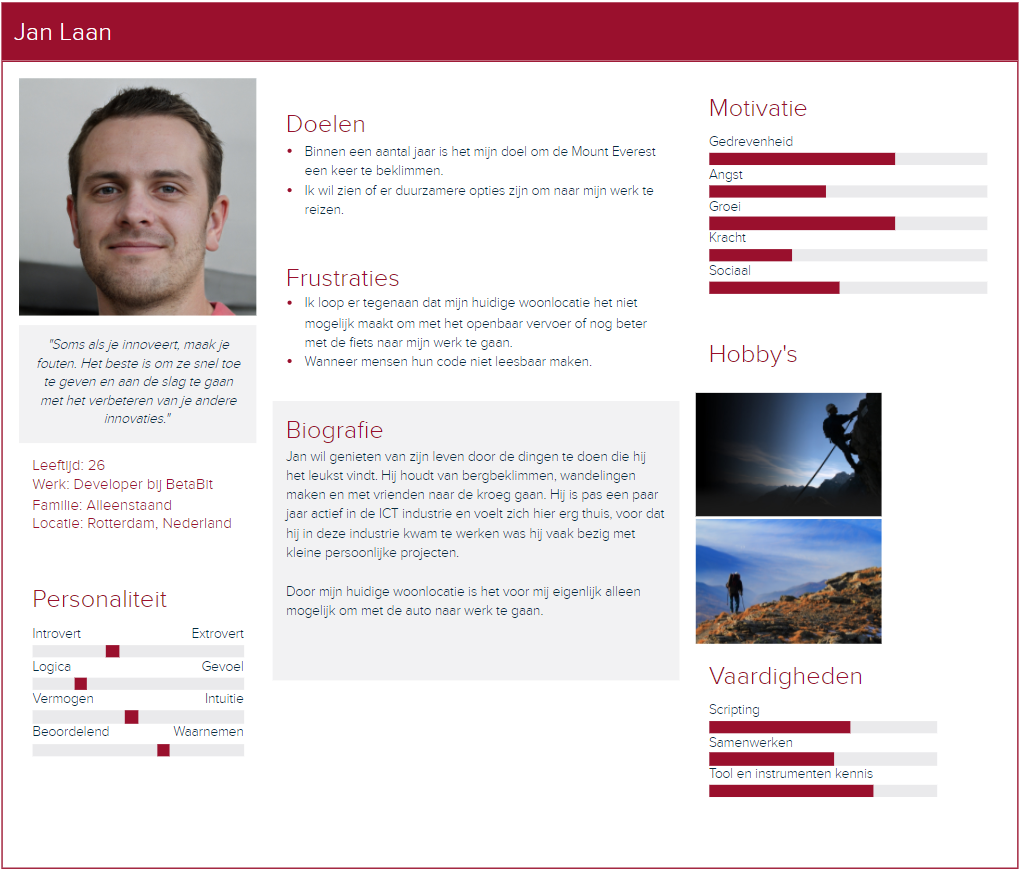 Jan Laan
"Soms als je innoveert, maak je
fouten. Het beste is om ze snel toe
te geven en aan de slag te gaan
met het verbeteren van je andere
innovaties."
Leeftijd: 26
Werk: Developer bij BetaBit
Familie: Alleenstaand
Locatie: Rotterdam, Nederland
Personaliteit
Introvert Extrovert
Logica Gevoel
Vermogen Intuitie
Beoordelend Waarnemen
Doelen
• Binnen een aantal jaar is het mijn doel om de Mount Everest
een keer te beklimmen.
• Ik wil zien of er duurzamere opties zijn om naar mijn werk te
reizen.
Frustraties
• Ik loop er tegenaan dat mijn huidige woonlocatie het niet
mogelijk maakt om met het openbaar vervoer of nog beter
met de fiets naar mijn werk te gaan.
• Wanneer mensen hun code niet leesbaar maken.
Biografie
Jan wil genieten van zijn leven door de dingen te doen die hij
het leukst vindt. Hij houdt van bergbeklimmen, wandelingen
maken en met vrienden naar de kroeg gaan. Hij is pas een paar
jaar actief in de ICT industrie en voelt zich hier erg thuis, voor dat
hij in deze industrie kwam te werken was hij vaak bezig met
kleine persoonlijke projecten.
Door mijn huidige woonlocatie is het voor mij eigenlijk alleen
mogelijk om met de auto naar werk te gaan.
Motivatie
Gedrevenheid
Angst
Groei
Kracht
Sociaal
Hobby's
Vaardigheden
Scripting
Samenwerken
Tool en instrumenten kennis